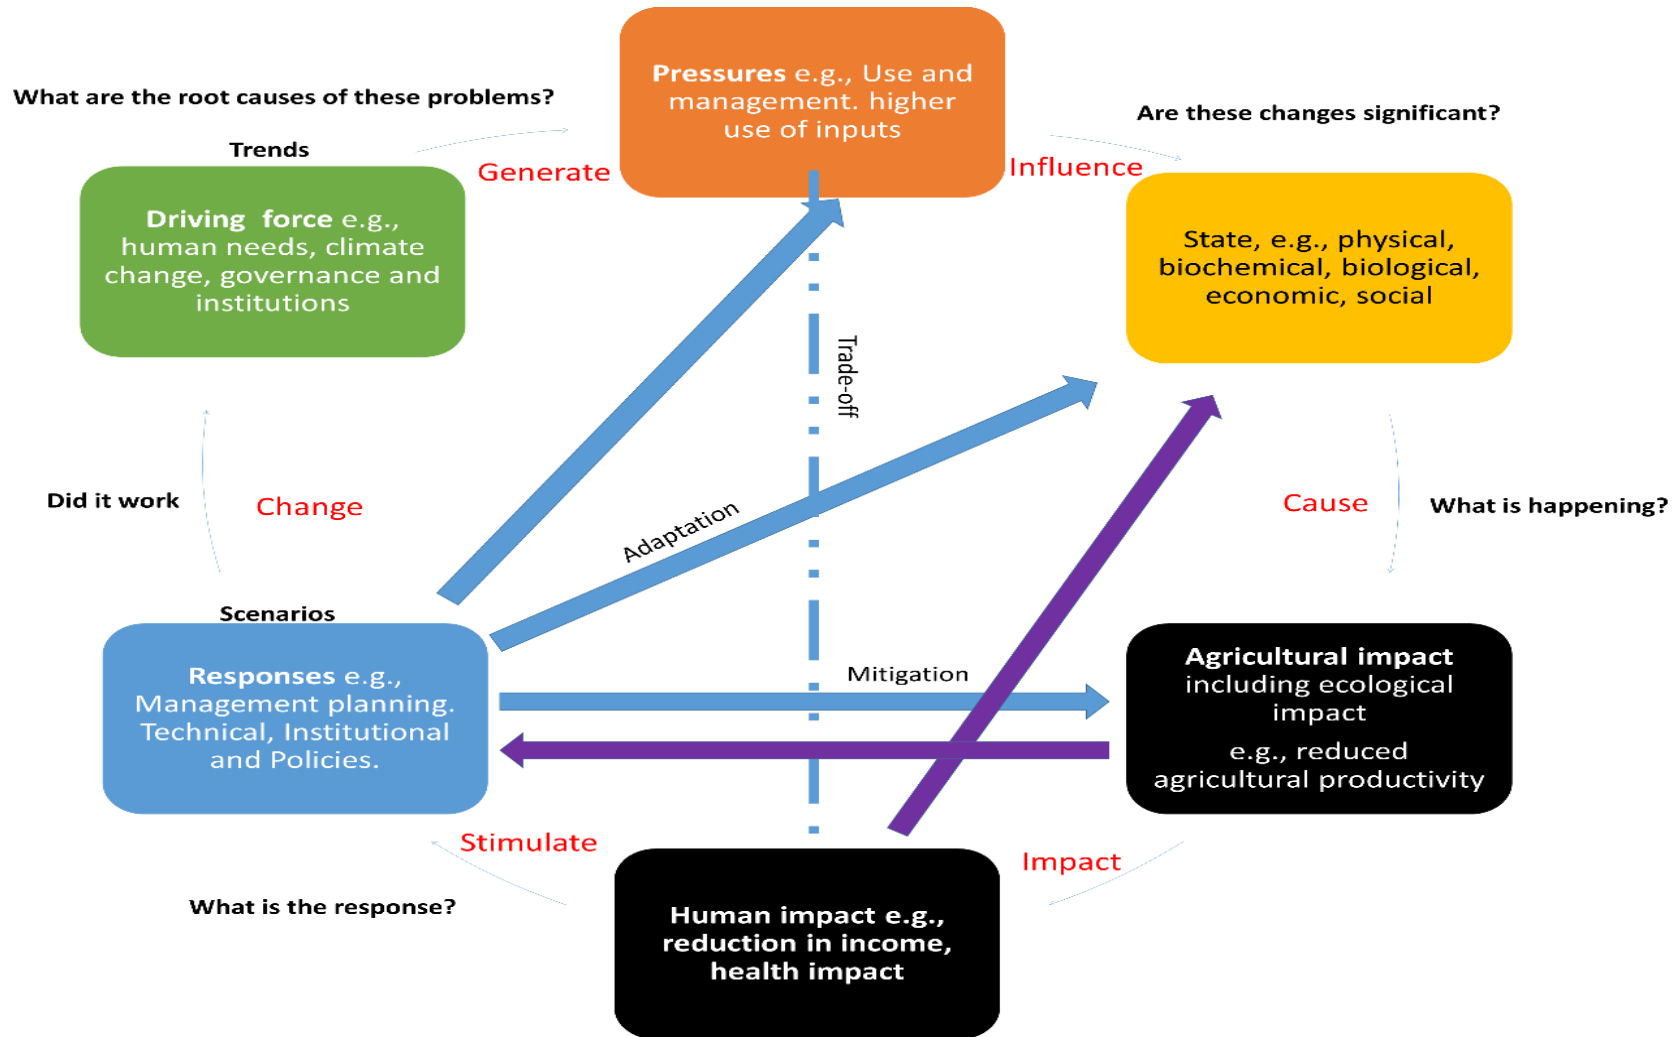 Pressures e.g., Use and
management. higher
use of inputs
What are the root causes of these problems?
Are these changes significant?
Trends
Generate
Influence
Driving force e.g.,
human needs, climate
change, governance and
institutions
State, e.g., physical,
biochemical, biological,
economic, social
Trade-off
Did it work
Change
Adaptation
Cause
What is happening?
Scenarios
Responses e.g.,
Management planning.
Technical, Institutional
and Policies.
Mitigation
Agricultural impact
including ecological
impact
e.g., reduced
agricultural productivity
Stimulate
Impact
What is the response?
Human impact e.g.,
reduction in income,
health impact